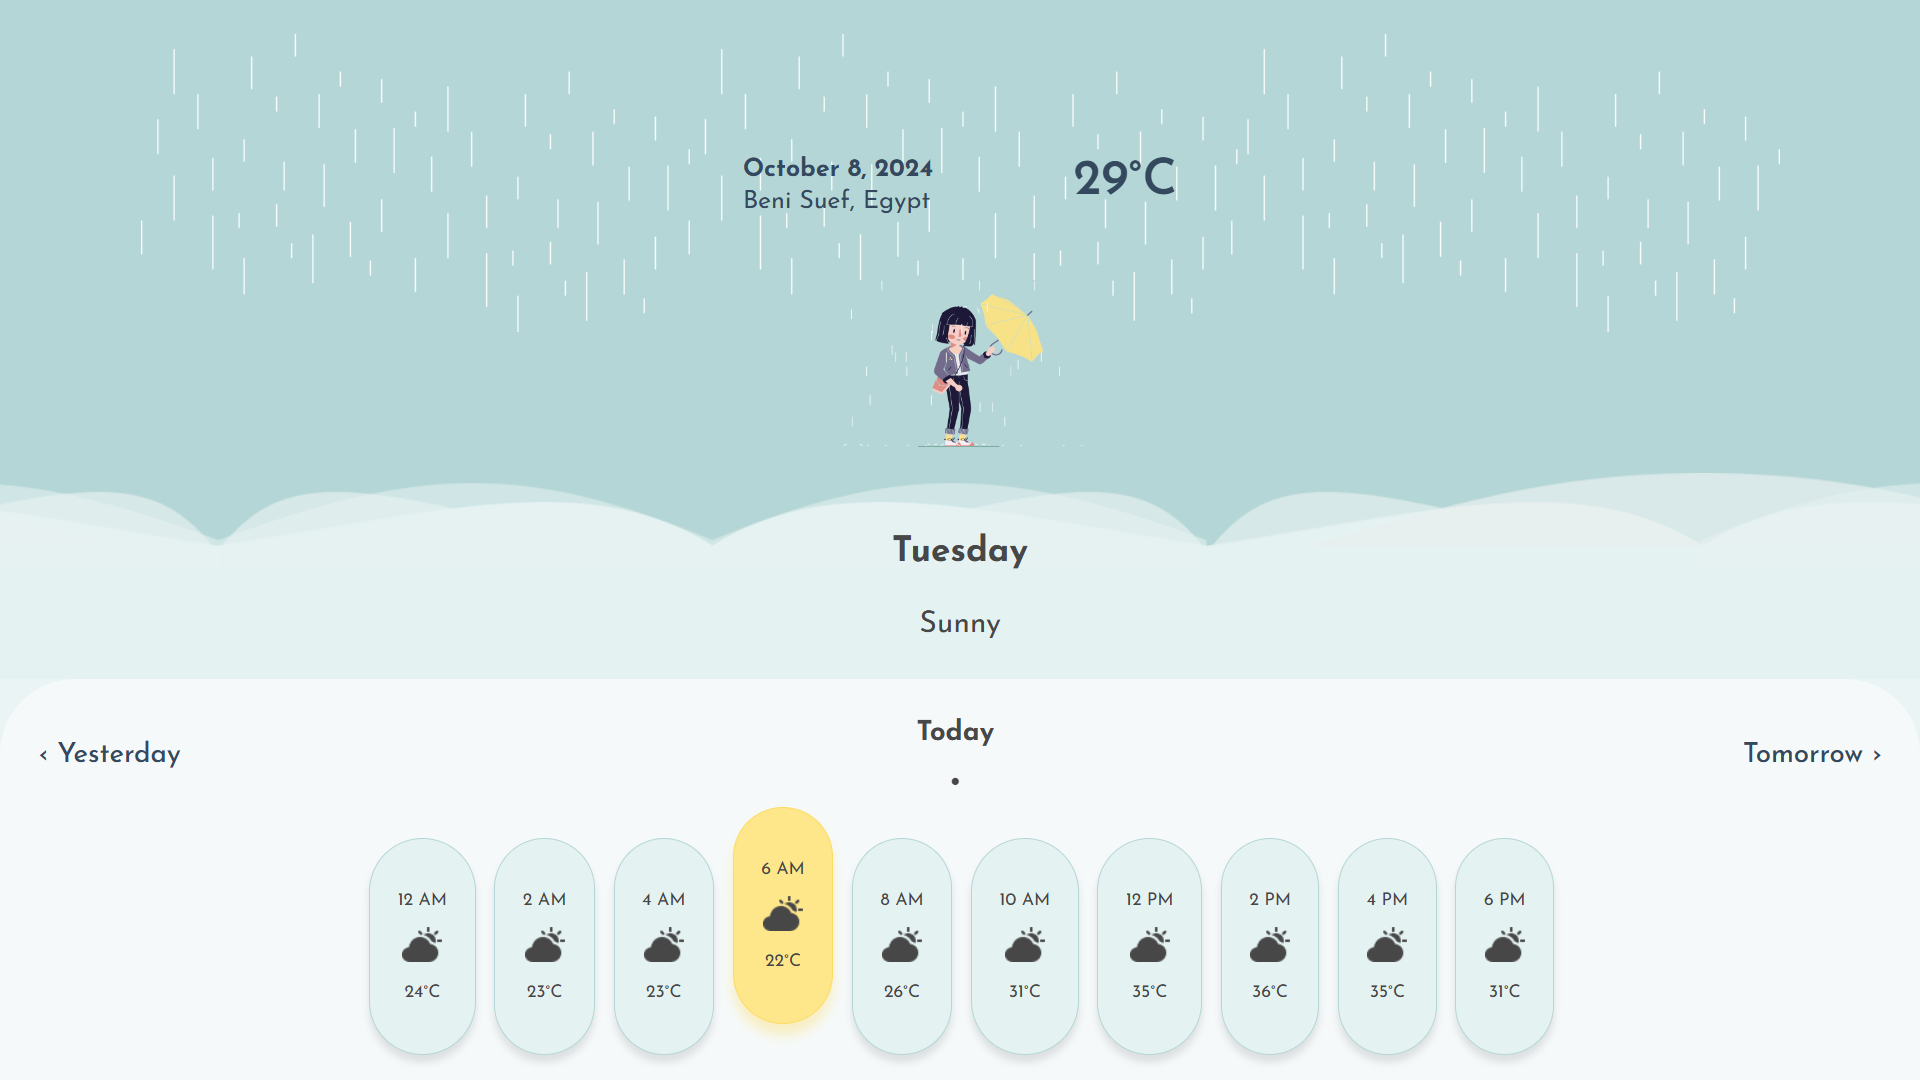 October 8, 2024
Beni Suef, Egypt
29°C
Tuesday
Sunny
‹ Yesterday
Today
•
Tomorrow ›
12 AM
24°C
2 AM
23°C
4 AM
23°C
6 AM
22°C
8 AM
26°C
10 AM
31°C
12 PM
35°C
2 PM
36°C
4 PM
35°C
6 PM
31°C